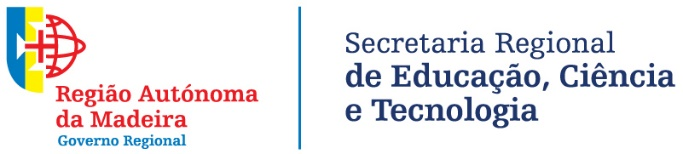 Região Autónoma
da Madeira
Governo Regional
Secretaria Regional
de Educação, Ciência
e Tecnologia